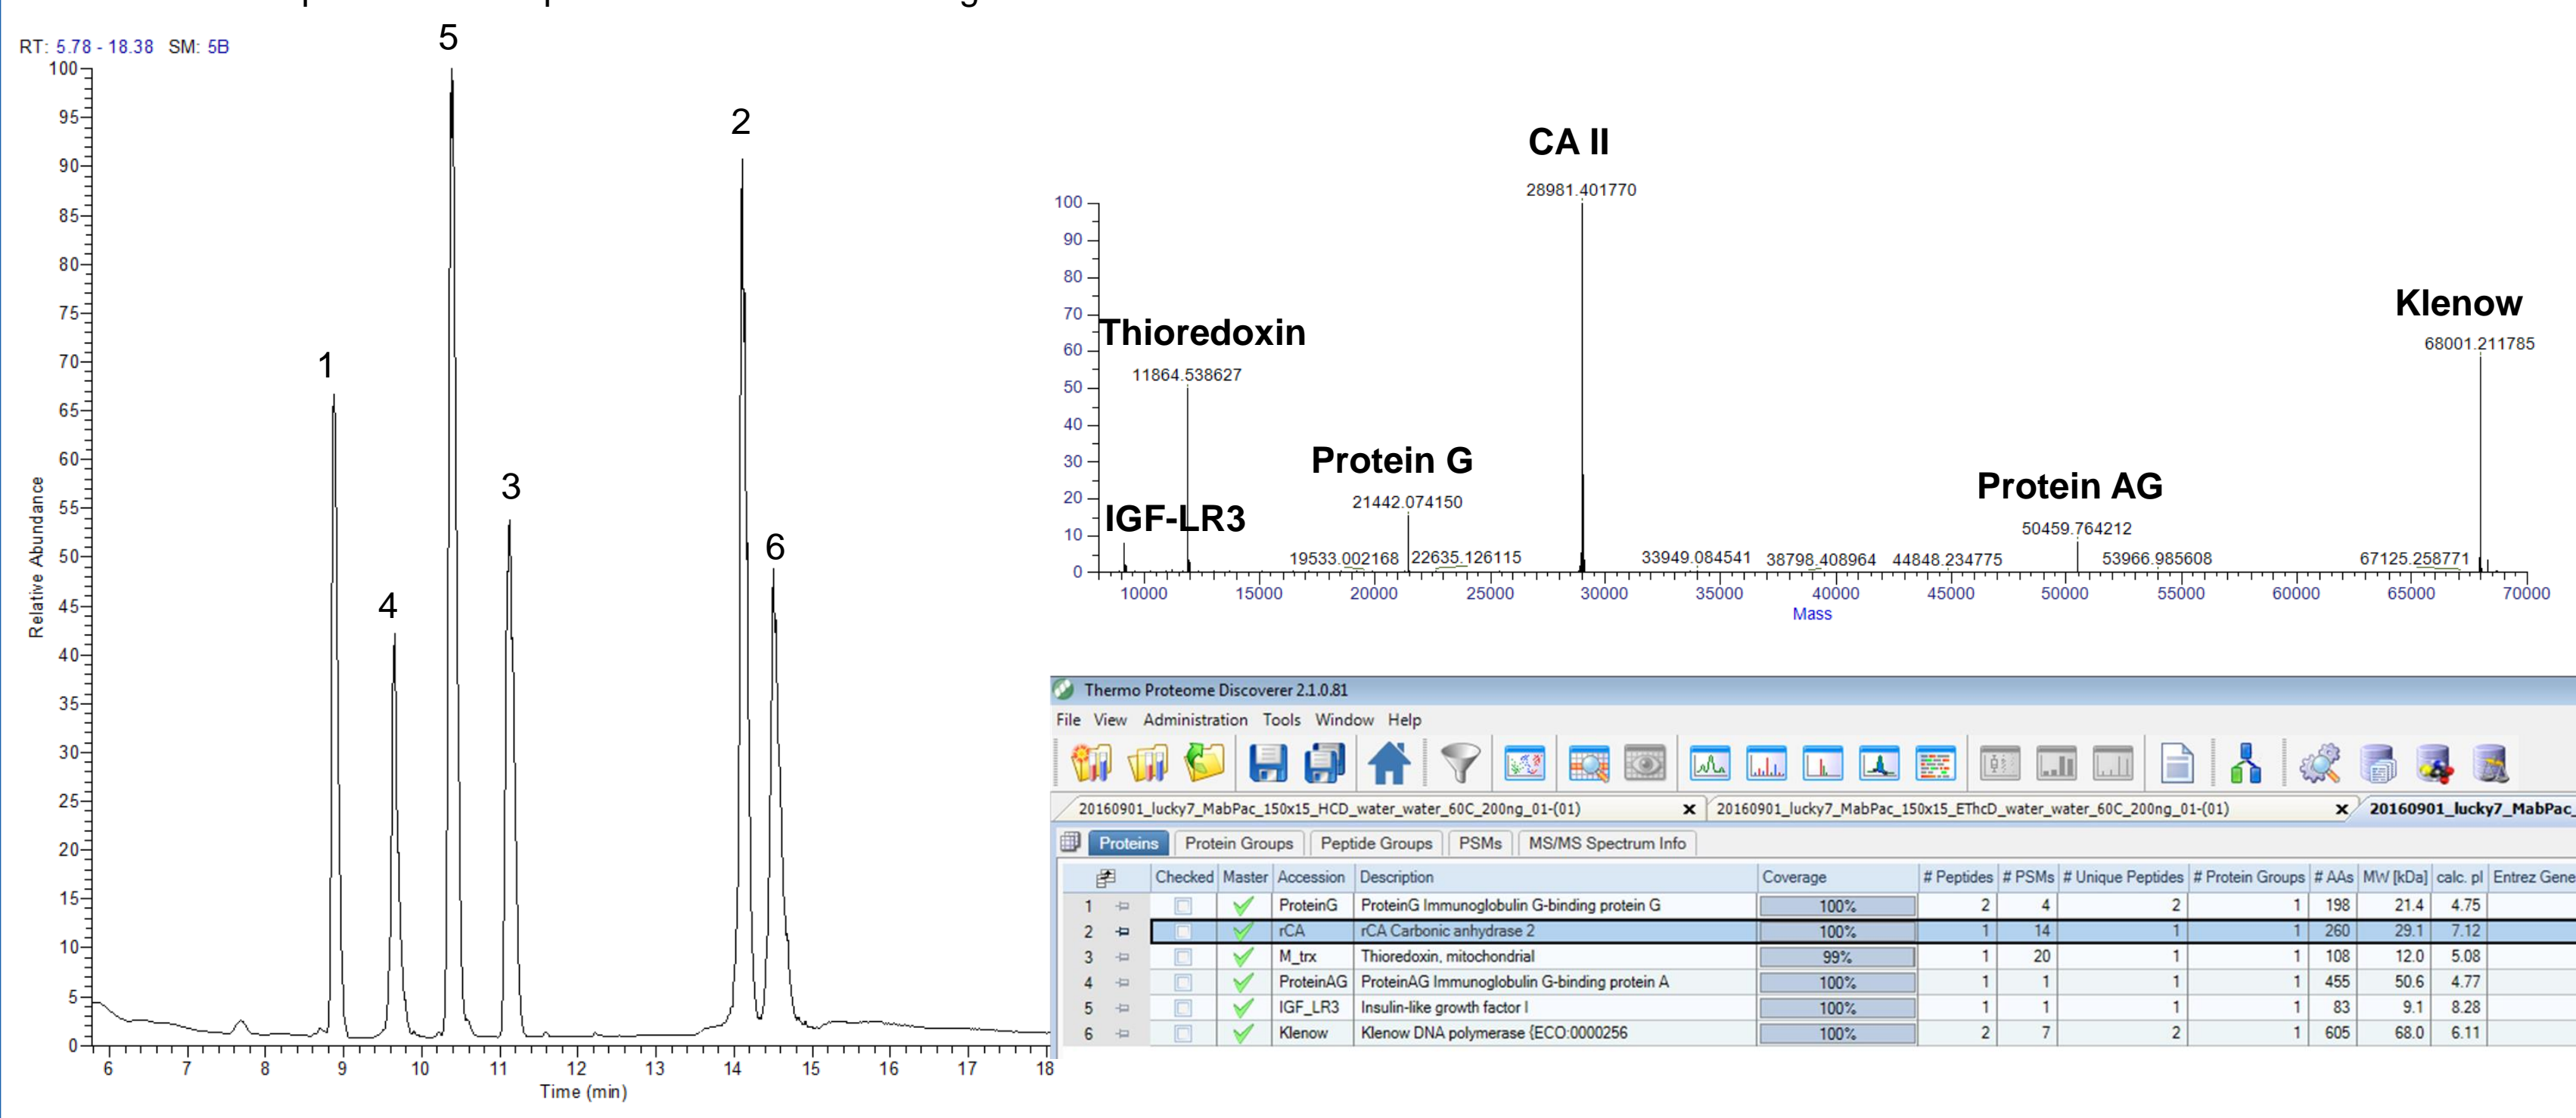 RT: 5.78 - 18.38 SM: 5B
5
2
1
3
6
4
100
95
90
85
80
75
70
65
60
55
50
45
40
35
30
25
20
15
10
5
0
Relative Abundance
6 7 8 9 10 11 12 13 14 15 16 17 18
Time (min)
CA II
28981.401770
Klenow
68001.211785
Thioredoxin
11864.538627
Protein G
21442.074150
Protein AG
50459.764212
IGF-LR3
19533.002168 22635.126115 33949.084541 38798.408964 44848.234775 53966.985608 67125.258771
100
90
80
70
60
50
40
30
20
10
0
10000 15000 20000 25000 30000 35000 40000 45000 50000 55000 60000 65000 70000
Mass
Thermo Proteome Discoverer 2.1.0.81
File View Administration Tools Window Help
20160901_lucky7_MabPac_150x15_HCD_water_water_60C_200ng_01-(01) 20160901_lucky7_MabPac_150x15_EThcD_water_water_60C_200ng_01-(01) 20160901_lucky7_MabPac_
Proteins Protein Groups Peptide Groups PSMs MS/MS Spectrum Info
Checked Master Accession Description Coverage # Peptides # PSMs # Unique Peptides # Protein Groups # AAs MW [kDa] calc. pI Entrez Gene
1 ProteinG ProteinG Immunoglobulin G-binding protein G 100% 2 4 2 1 198 21.4 4.75
2 rCA rCA Carbonic anhydrase 2 100% 1 14 1 1 260 29.1 7.12
3 M_trx Thioredoxin, mitochondrial 99% 1 20 1 1 108 12.0 5.08
4 ProteinAG ProteinAG Immunoglobulin G-binding protein A 100% 1 1 1 1 455 50.6 4.77
5 IGF_LR3 Insulin-like growth factor I 100% 1 1 1 1 83 9.1 8.28
6 Klenow Klenow DNA polymerase {ECO:0000256 100% 2 7 2 1 605 68.0 6.11